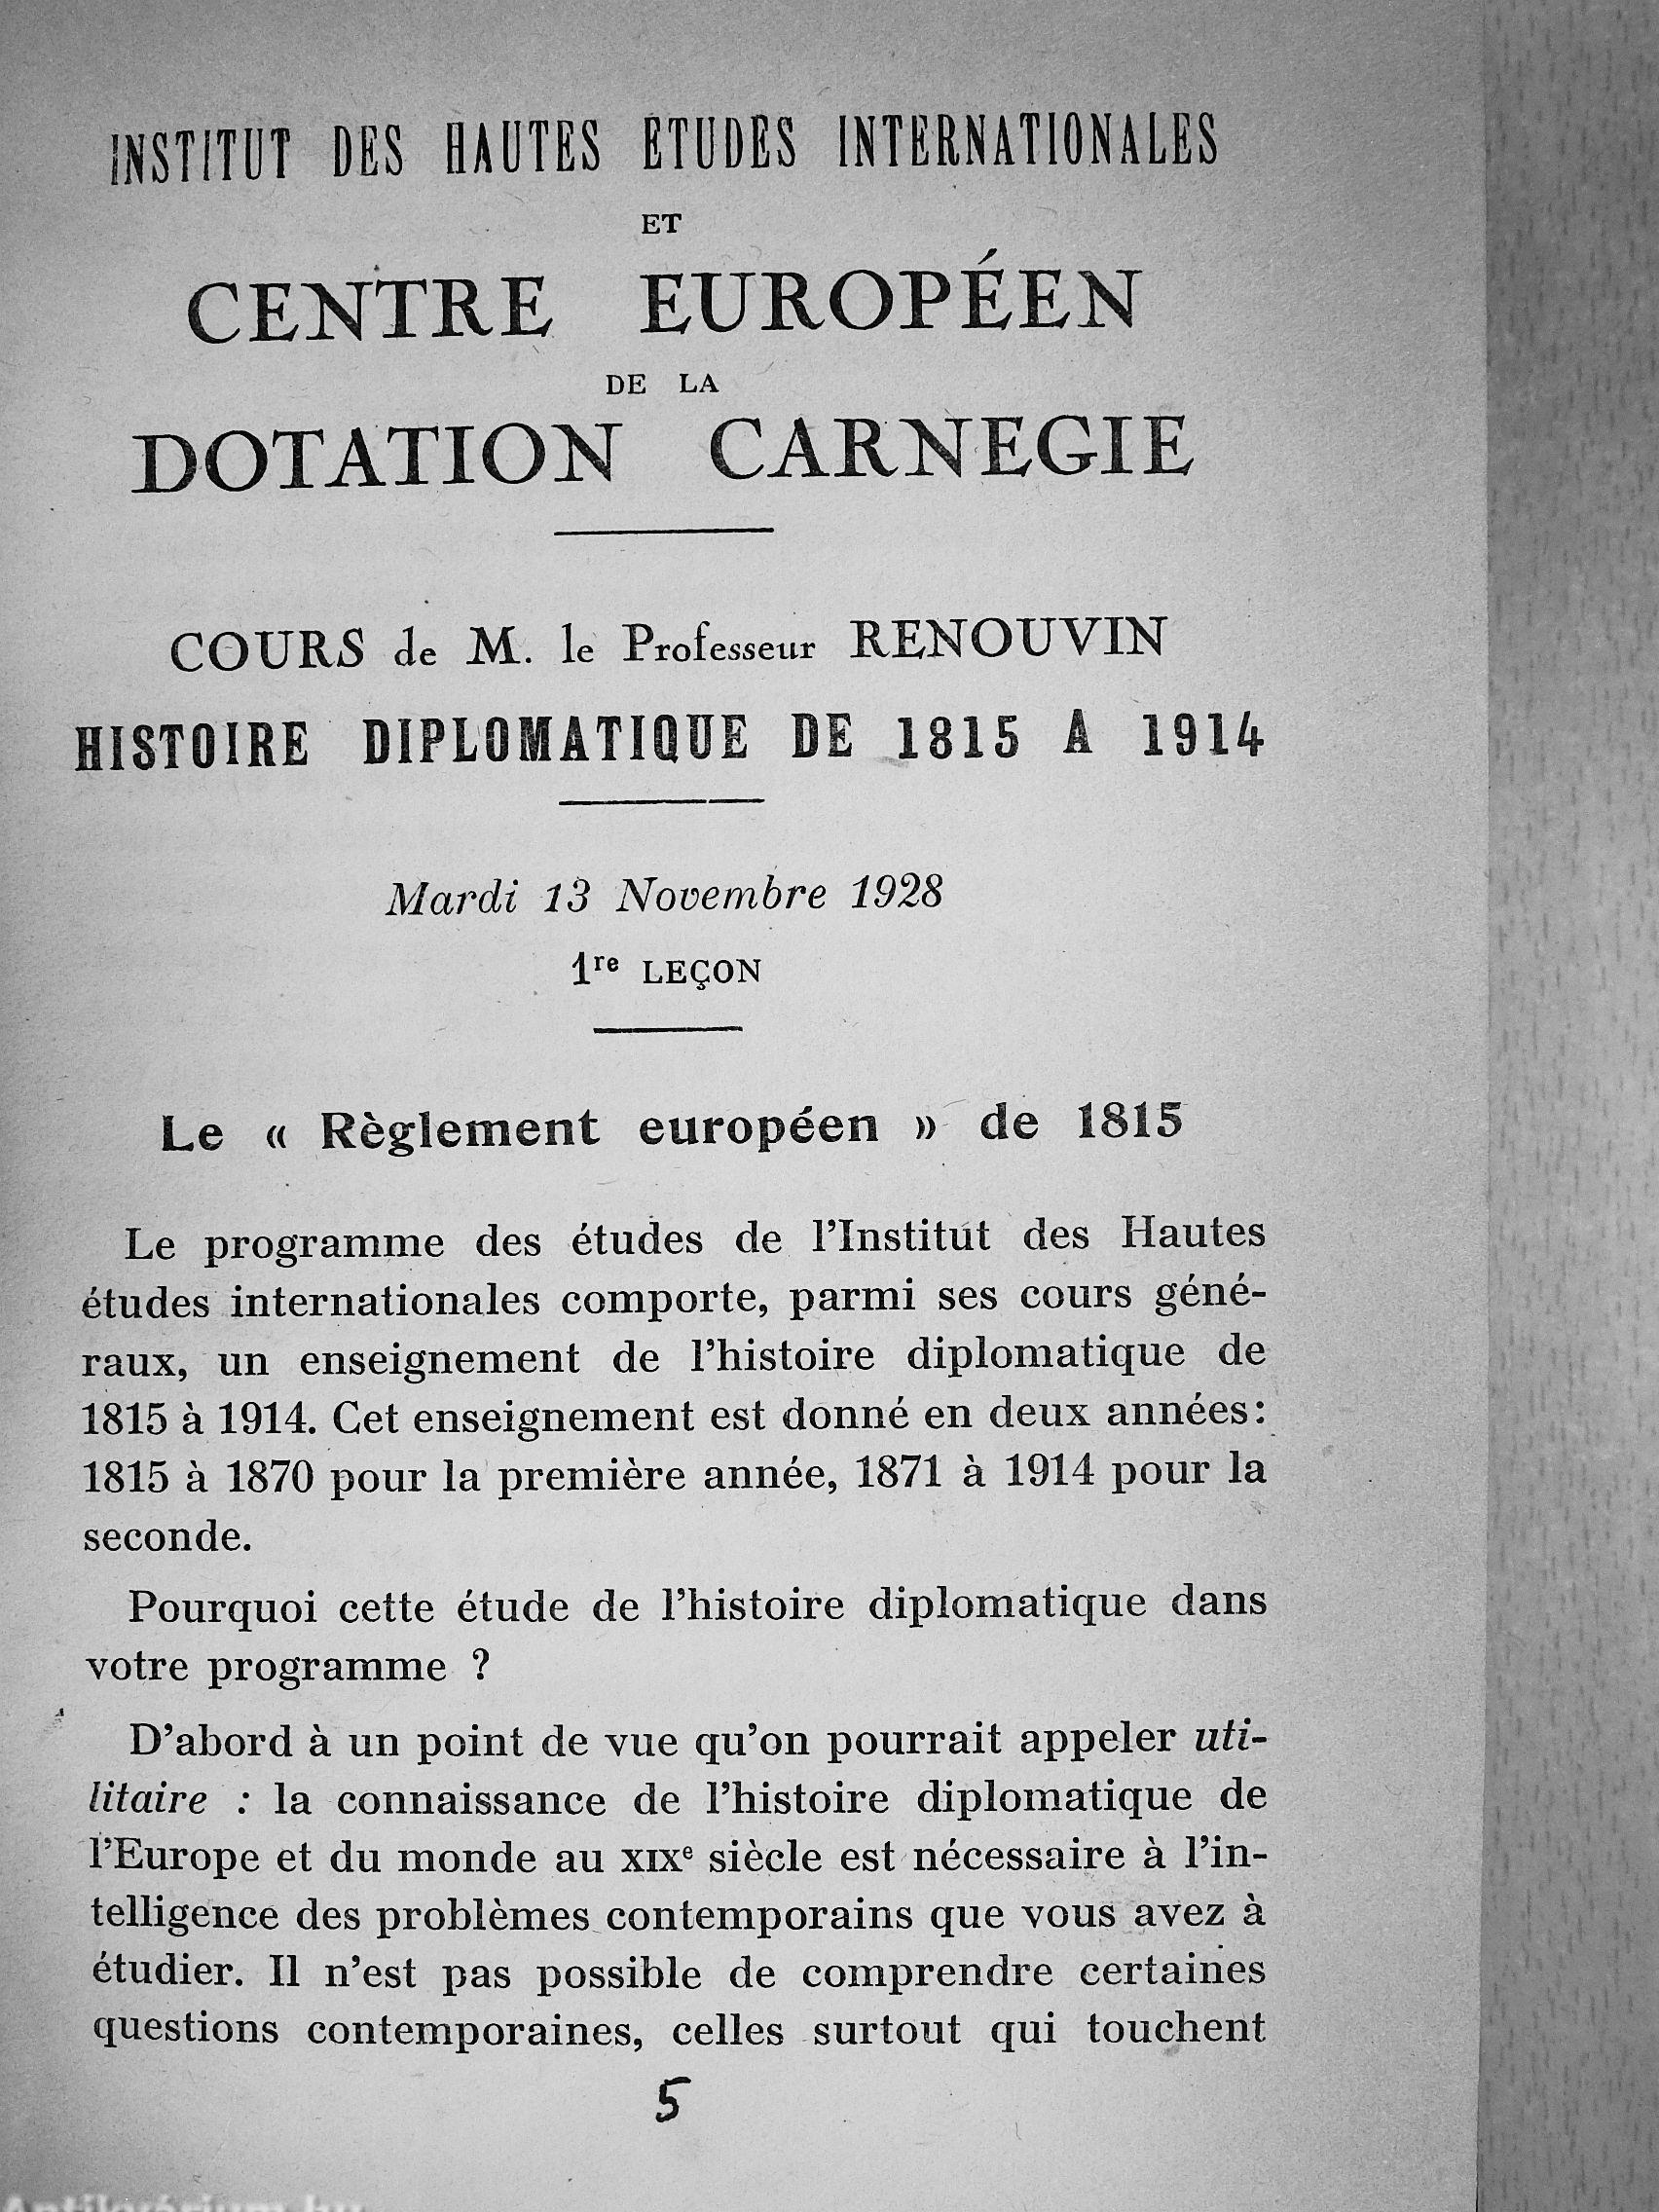 INSTITUT DES HAUTES ÉTUDES INTERNATIONALES
ET
CENTRE EUROPÉEN
DE LA
DOTATION CARNEGIE
COURS de M. le Professeur RENOUVIN
HISTOIRE DIPLOMATIQUE DE 1815 A 1914
Mardi 13 Novembre 1928
1re LEÇON
Le « Règlement européen » de 1815
Le programme des études de l'Institut des Hautes
études internationales comporte, parmi ses cours géné-
raux, un enseignement de l'histoire diplomatique de
1815 à 1914. Cet enseignement est donné en deux années:
1815 à 1870 pour la première année, 1871 à 1914 pour la
seconde.
Pourquoi cette étude de l'histoire diplomatique dans
votre programme ?
D'abord à un point de vue qu'on pourrait appeler uti-
litaire : la connaissance de l'histoire diplomatique de
l'Europe et du monde au XIXe siècle est nécessaire à l'in-
telligence des problèmes contemporains que vous avez à
étudier. Il n'est pas possible de comprendre certaines
questions contemporaines, celles surtout qui touchent
5
Antikvárium.hu